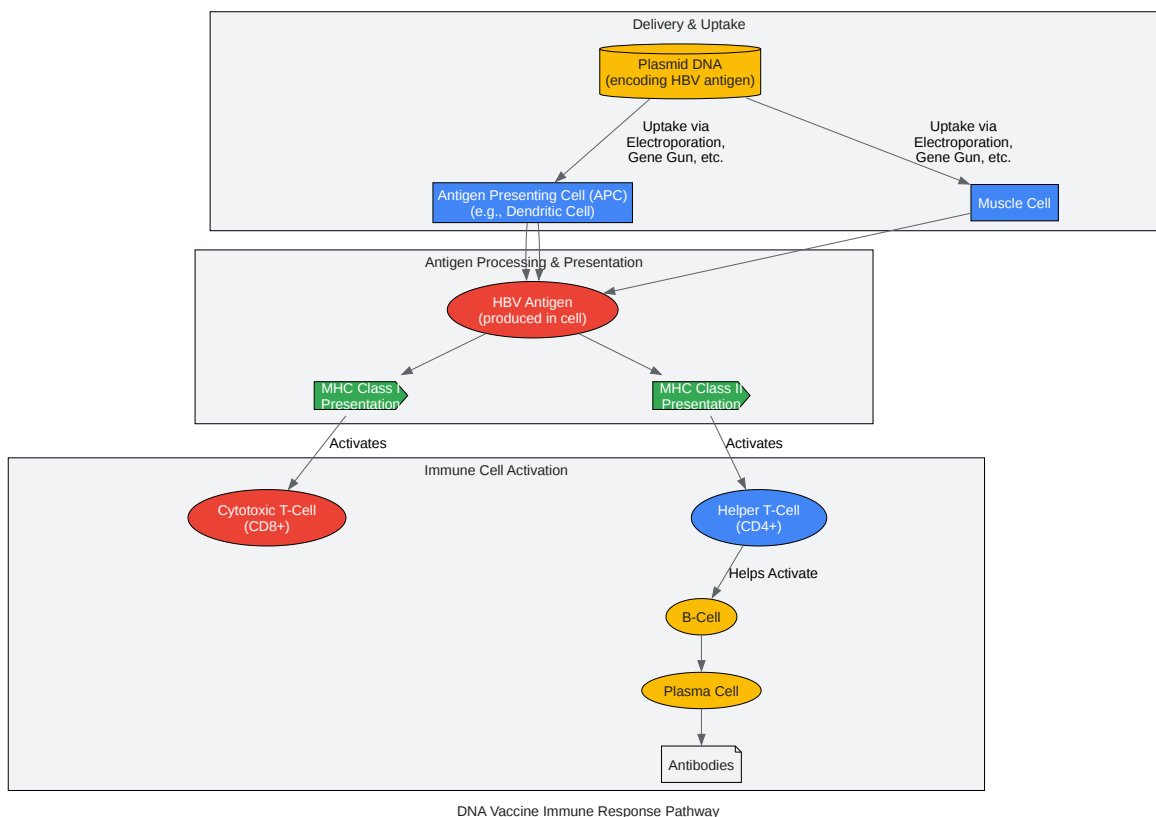 Delivery & Uptake
Plasmid DNA
(encoding HBV antigen)
Uptake via
Electroporation,
Gene Gun, etc.
Uptake via
Electroporation,
Gene Gun, etc.
Antigen Presenting Cell (APC)
(e.g., Dendritic Cell)
Muscle Cell
Antigen Processing & Presentation
HBV Antigen
(produced in cell)
MHC Class I
Presentation
MHC Class II
Presentation
Activates
Activates
Immune Cell Activation
Cytotoxic T-Cell
(CD8+)
Helper T-Cell
(CD4+)
Helps Activate
B-Cell
Plasma Cell
Antibodies
DNA Vaccine Immune Response Pathway